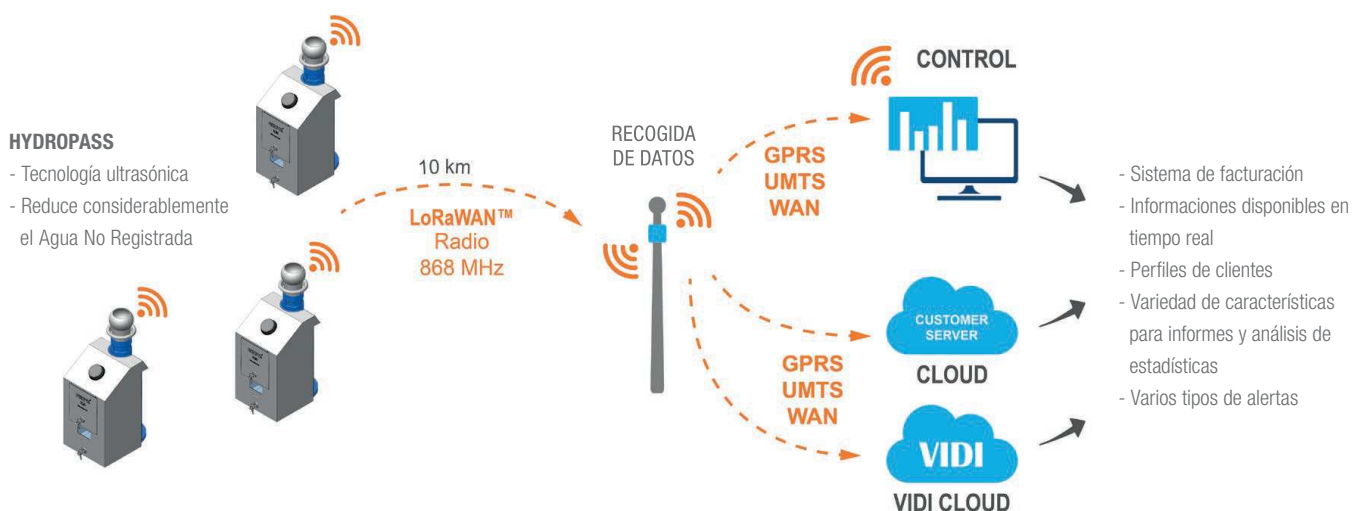 HYDROPASS
- Tecnología ultrasónica
- Reduce considerablemente
el Agua No Registrada
10 km
LoRaWAN™
Radio
868 MHz
RECOGIDA
DE DATOS
GPRS
UMTS
WAN
CONTROL
GPRS
UMTS
WAN
CUSTOMER
SERVER
CLOUD
VIDI
VIDI CLOUD
- Sistema de facturación
- Informaciones disponibles en
tiempo real
- Perfiles de clientes
- Variedad de características
para informes y análisis de
estadísticas
- Varios tipos de alertas